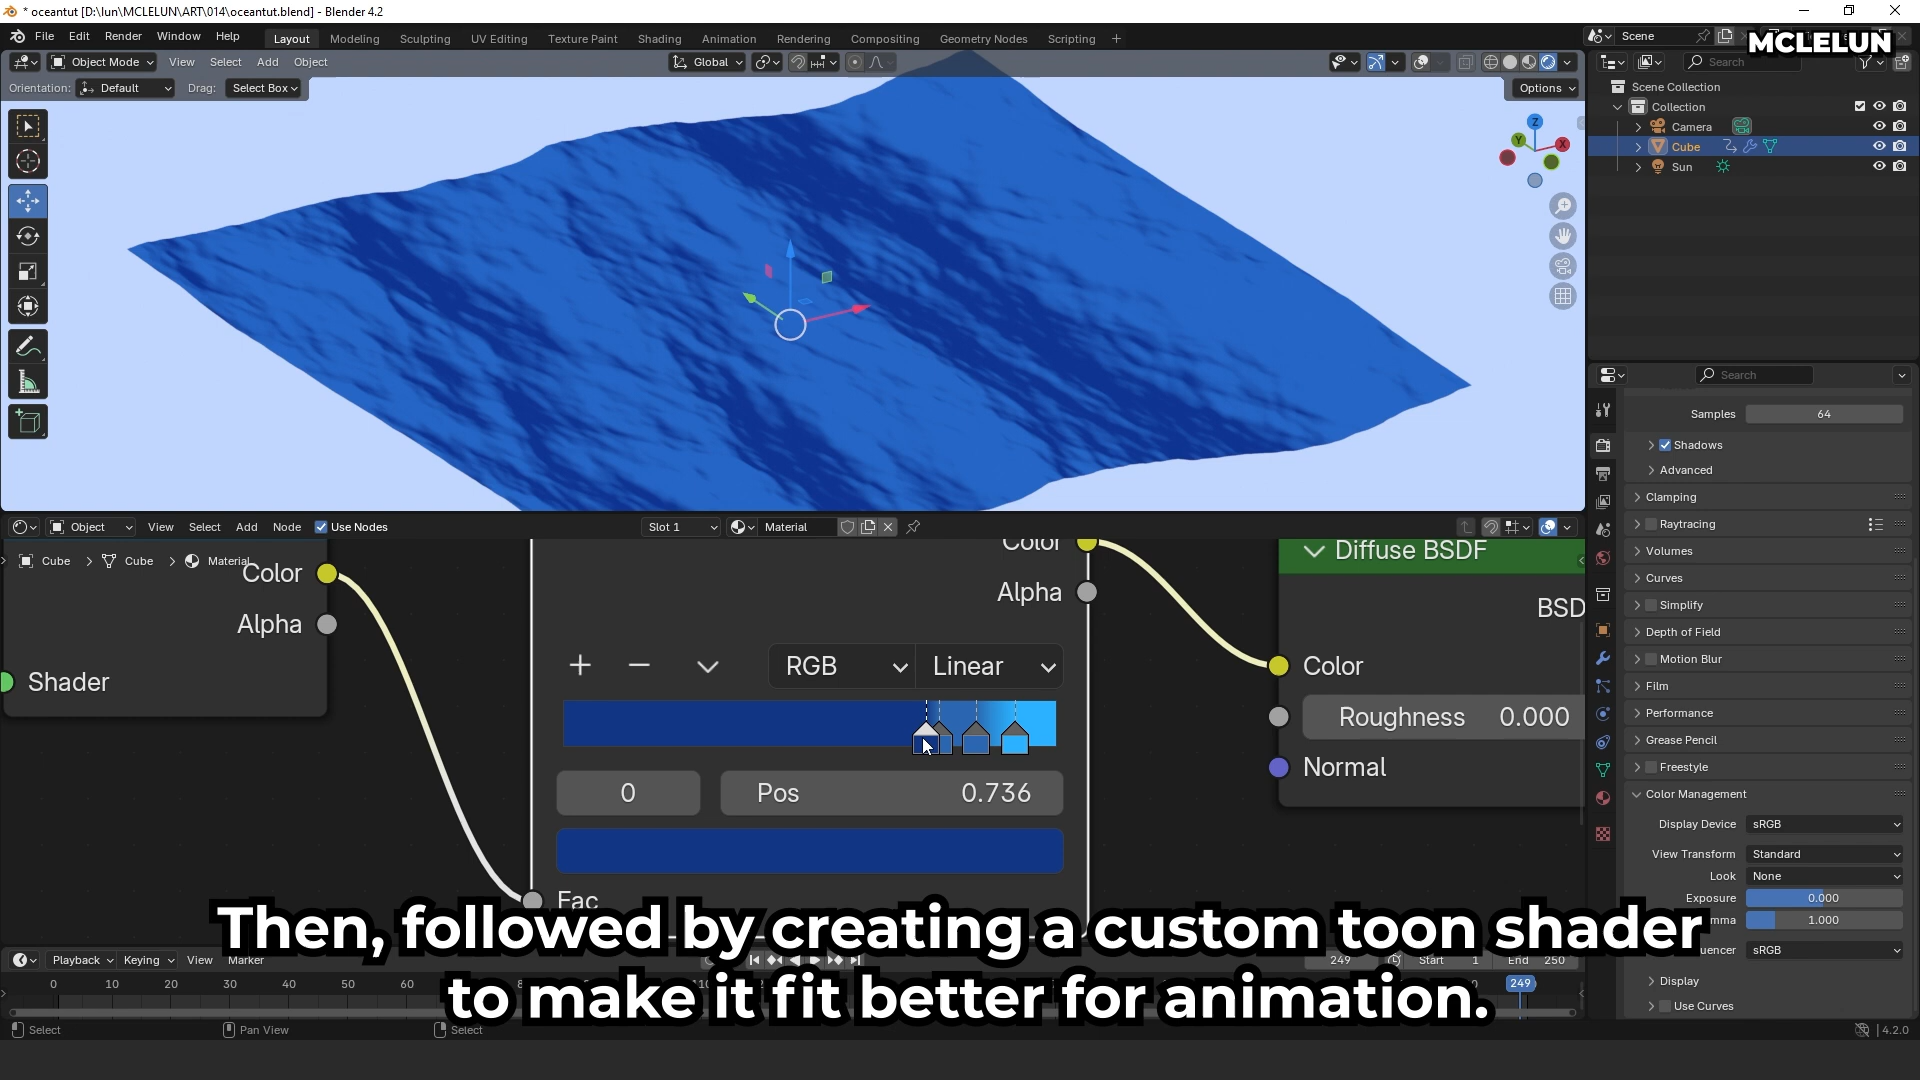 * oceantut [D:\lun\MCLELUN\ART\014\oceantut.blend] - Blender 4.2
File Edit Render Window Help Layout Modeling Sculpting UV Editing Texture Paint Shading Animation Rendering Compositing Geometry Nodes Scripting Scene
MCLELUN
Object Mode View Select Add Object Global Search
Orientation: Default Drag: Select Box Options
Z
Y X
Scene Collection
Collection
Camera
Cube
Sun
Search
Samples 64
Shadows
Advanced
Clamping
Raytracing
Volumes
Curves
Simplify
Depth of Field
Motion Blur
Film
Performance
Grease Pencil
Freestyle
Color Management
Display Device sRGB
View Transform Standard
Look None
Exposure 0.000
mma 1.000
uencer sRGB
Display
Use Curves
Object View Select Add Node Use Nodes Slot 1 Material
Cube Cube Material
Color
Alpha
Shader
Color
Alpha
RGB Linear
0 Pos 0.736
Fac
Diffuse BSDF
BSD
Color
Roughness 0.000
Normal
Then, followed by creating a custom toon shader
to make it fit better for animation.
Playback Keying View Marker 249 Start 1 End 250
0 10 20 30 40 50 60 249
Select Pan View Select 4.2.0